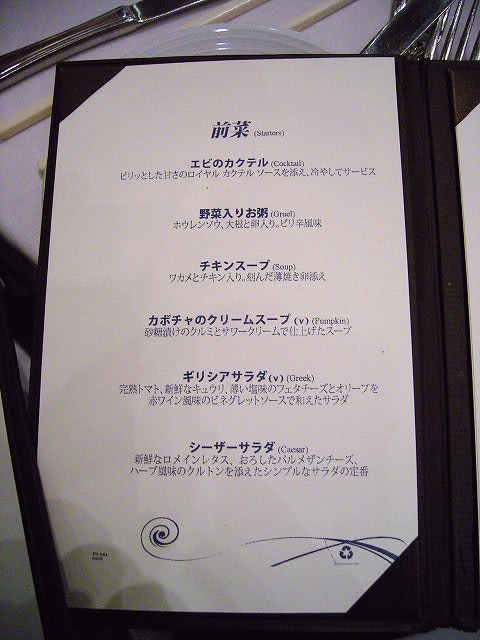 前菜 (Starters)
エビのカクテル (Cocktail)
ピリッとした甘さのロイヤル カクテル ソースを添え、冷やしてサービス
野菜入りお粥 (Gruel)
ホウレンソウ、大根と卵入り。ピリ辛風味
チキンスープ (Soup)
ワカメとチキン入り。刻んだ薄焼き卵添え
カボチャのクリームスープ (v) (Pumpkin)
砂糖漬けのクルミとサワークリームで仕上げたスープ
ギリシアサラダ (v) (Greek)
完熟トマト、新鮮なキュウリ、薄い塩味のフェタチーズとオリーブを
赤ワイン風味のビネグレットソースで和えたサラダ
シーザーサラダ (Caesar)
新鮮なロメインレタス、おろしたパルメザンチーズ、
ハーブ風味のクルトンを添えたシンプルなサラダの定番